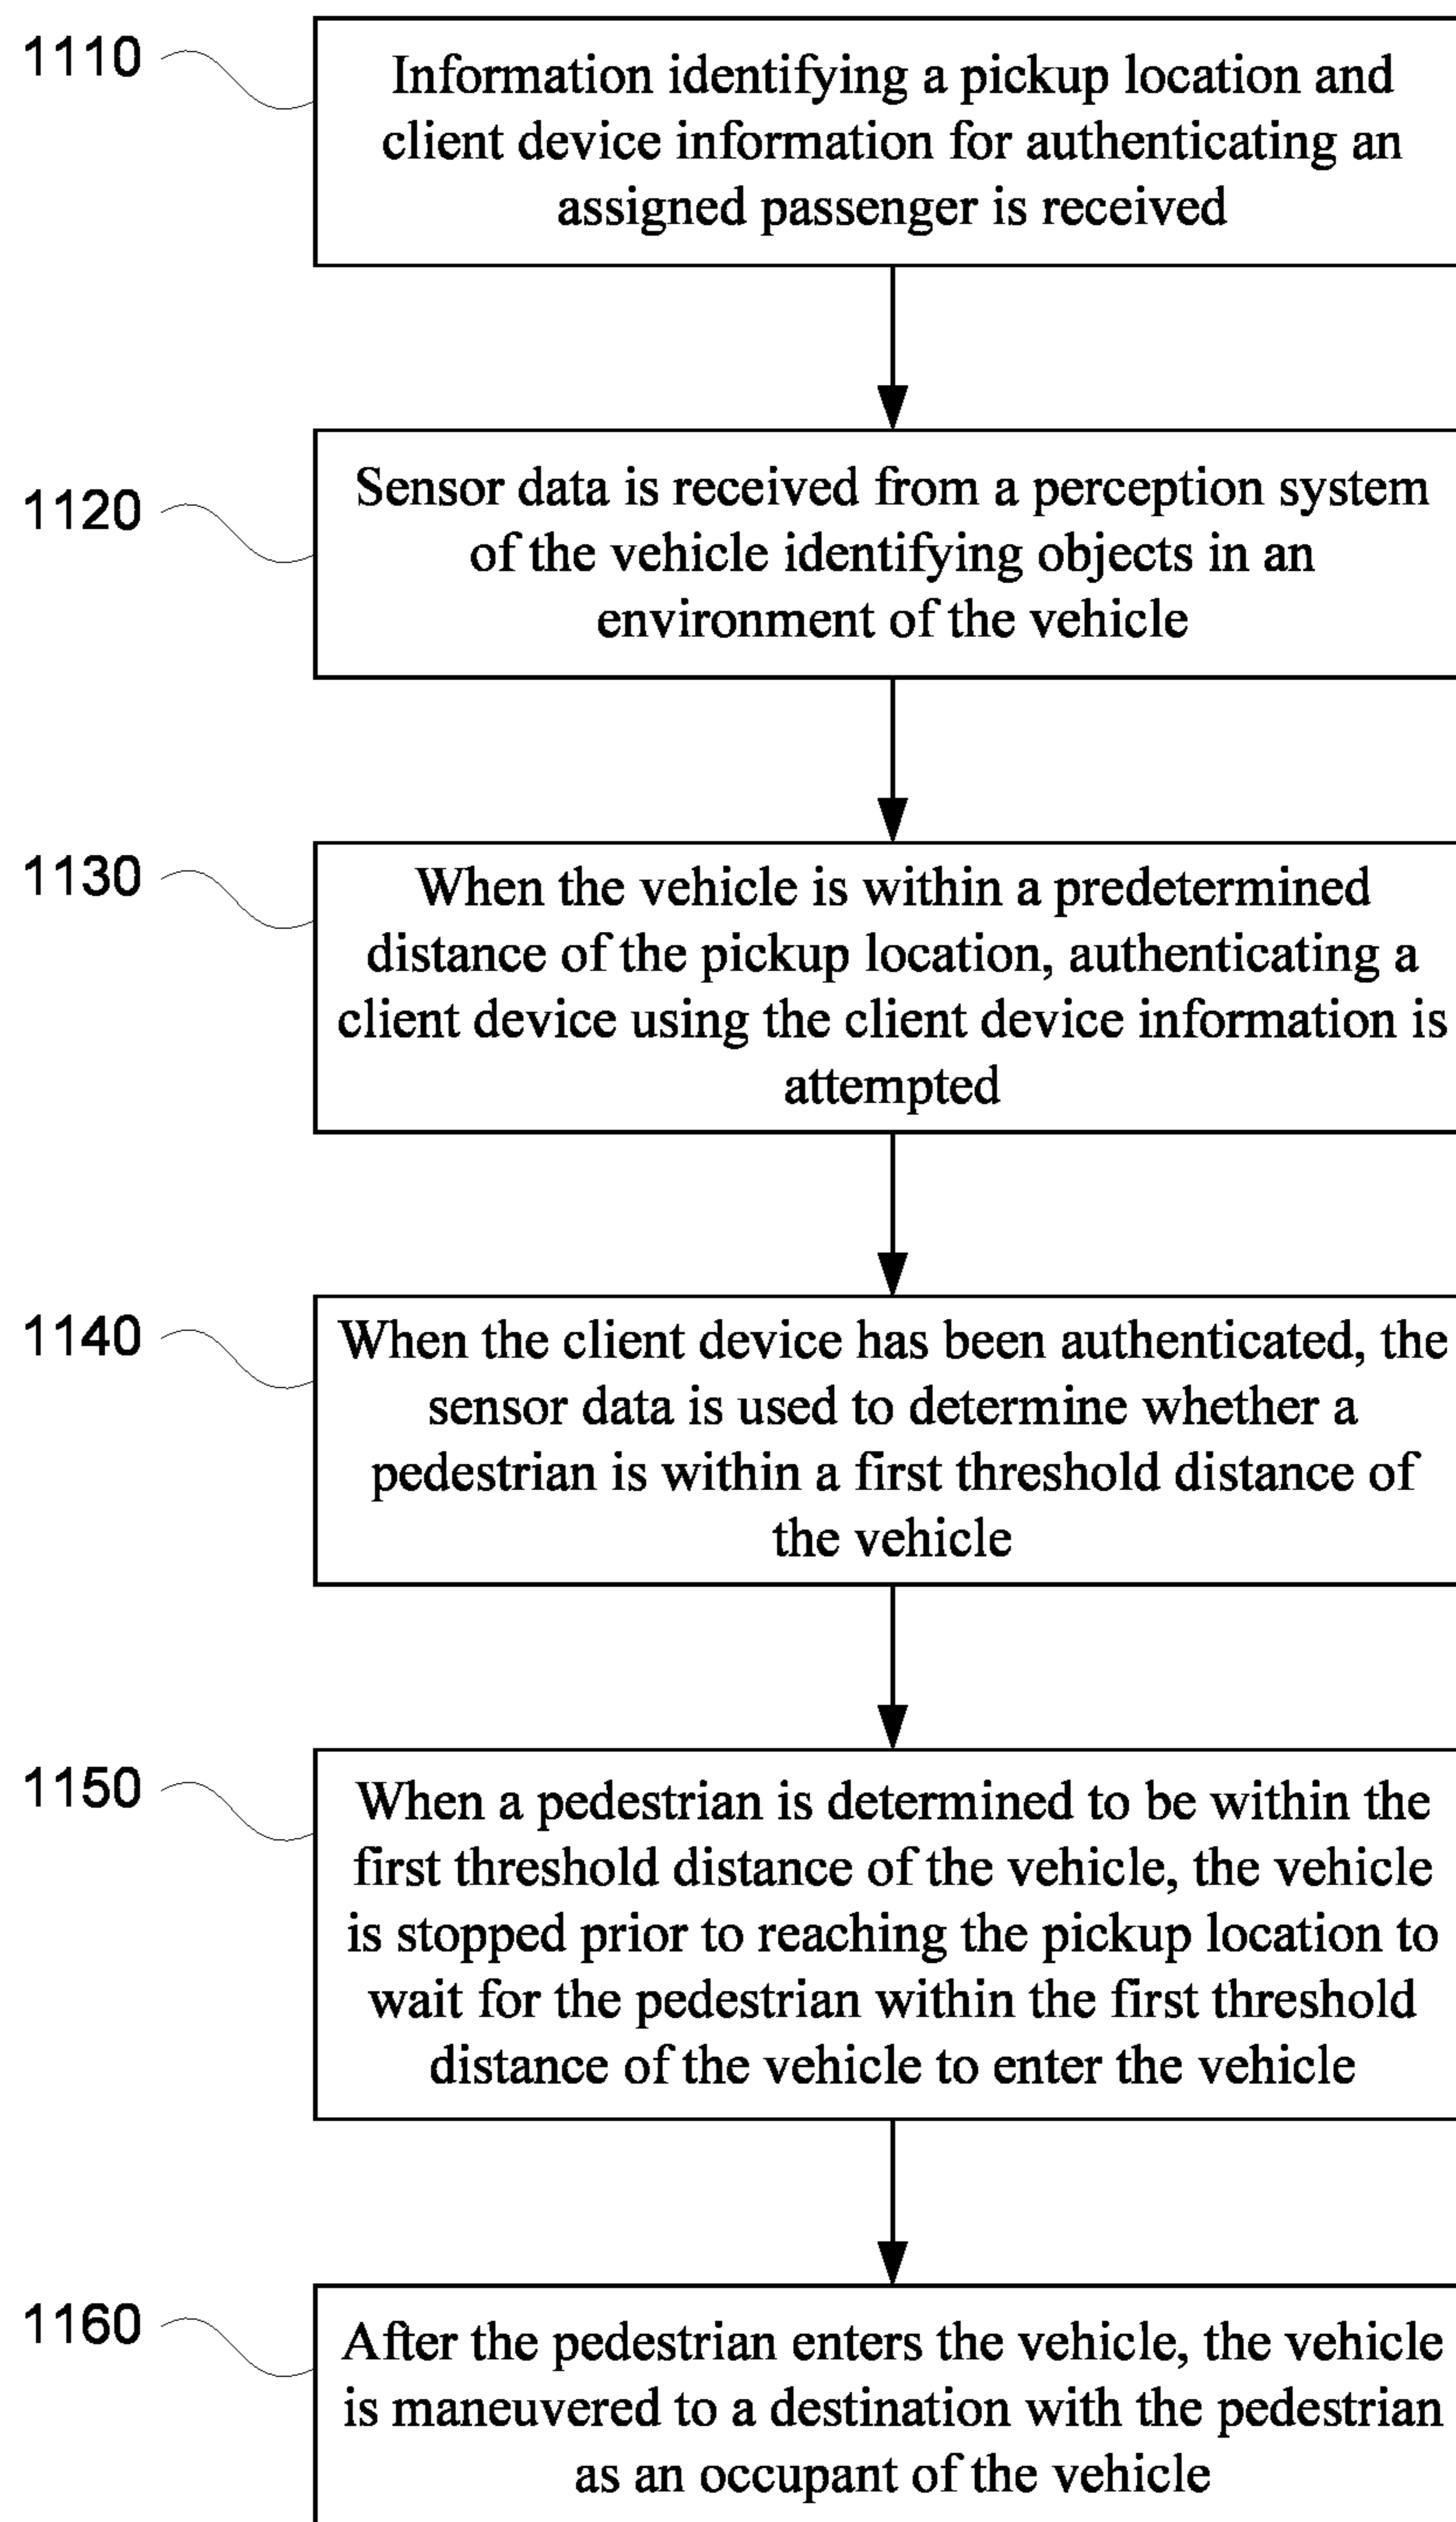 1110
Information identifying a pickup location and
client device information for authenticating an
assigned passenger is received
1120
Sensor data is received from a perception system
of the vehicle identifying objects in an
environment of the vehicle
1130
When the vehicle is within a predetermined
distance of the pickup location, authenticating a
client device using the client device information is
attempted
1140
When the client device has been authenticated, the
sensor data is used to determine whether a
pedestrian is within a first threshold distance of
the vehicle
1150
When a pedestrian is determined to be within the
first threshold distance of the vehicle, the vehicle
is stopped prior to reaching the pickup location to
wait for the pedestrian within the first threshold
distance of the vehicle to enter the vehicle
1160
After the pedestrian enters the vehicle, the vehicle
is maneuvered to a destination with the pedestrian
as an occupant of the vehicle